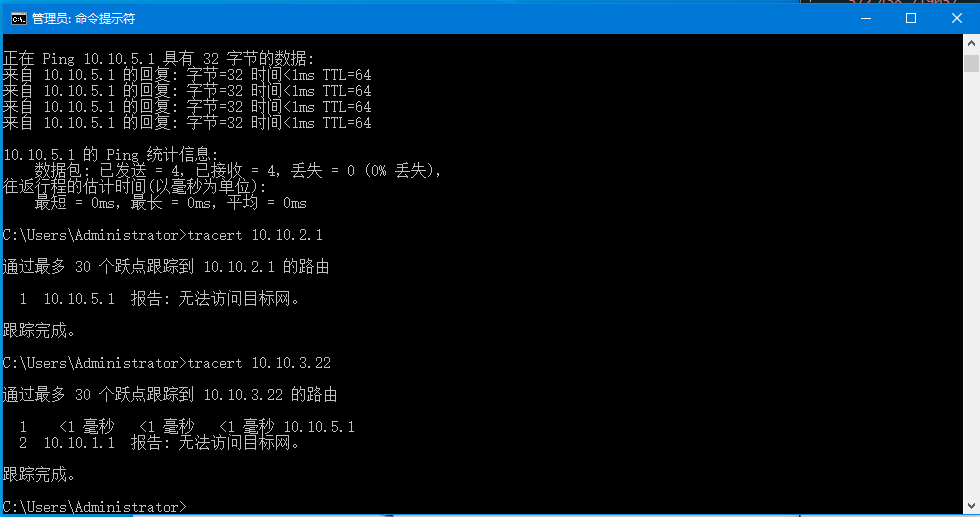 管理员: 命令提示符
正在 Ping 10.10.5.1 具有 32 字节的数据:
来自 10.10.5.1 的回复: 字节=32 时间<1ms TTL=64
来自 10.10.5.1 的回复: 字节=32 时间<1ms TTL=64
来自 10.10.5.1 的回复: 字节=32 时间<1ms TTL=64
来自 10.10.5.1 的回复: 字节=32 时间<1ms TTL=64
10.10.5.1 的 Ping 统计信息:
数据包: 已发送 = 4，已接收 = 4，丢失 = 0 (0% 丢失)，
往返行程的估计时间(以毫秒为单位):
最短 = 0ms，最长 = 0ms，平均 = 0ms
C:\Users\Administrator>tracert 10.10.2.1
通过最多 30 个跃点跟踪到 10.10.2.1 的路由
1 10.10.5.1 报告: 无法访问目标网。
跟踪完成。
C:\Users\Administrator>tracert 10.10.3.22
通过最多 30 个跃点跟踪到 10.10.3.22 的路由
1 <1 毫秒 <1 毫秒 <1 毫秒 10.10.5.1
2 10.10.1.1 报告: 无法访问目标网。
跟踪完成。
C:\Users\Administrator>